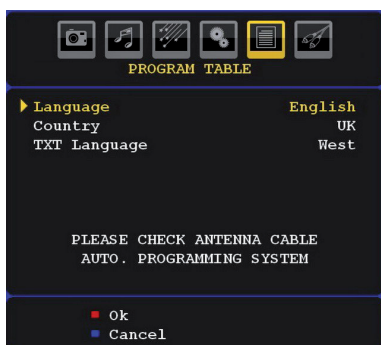 PROGRAM TABLE
Language English
Country UK
TXT Language West
PLEASE CHECK ANTENNA CABLE
AUTO. PROGRAMMING SYSTEM
Ok
Cancel